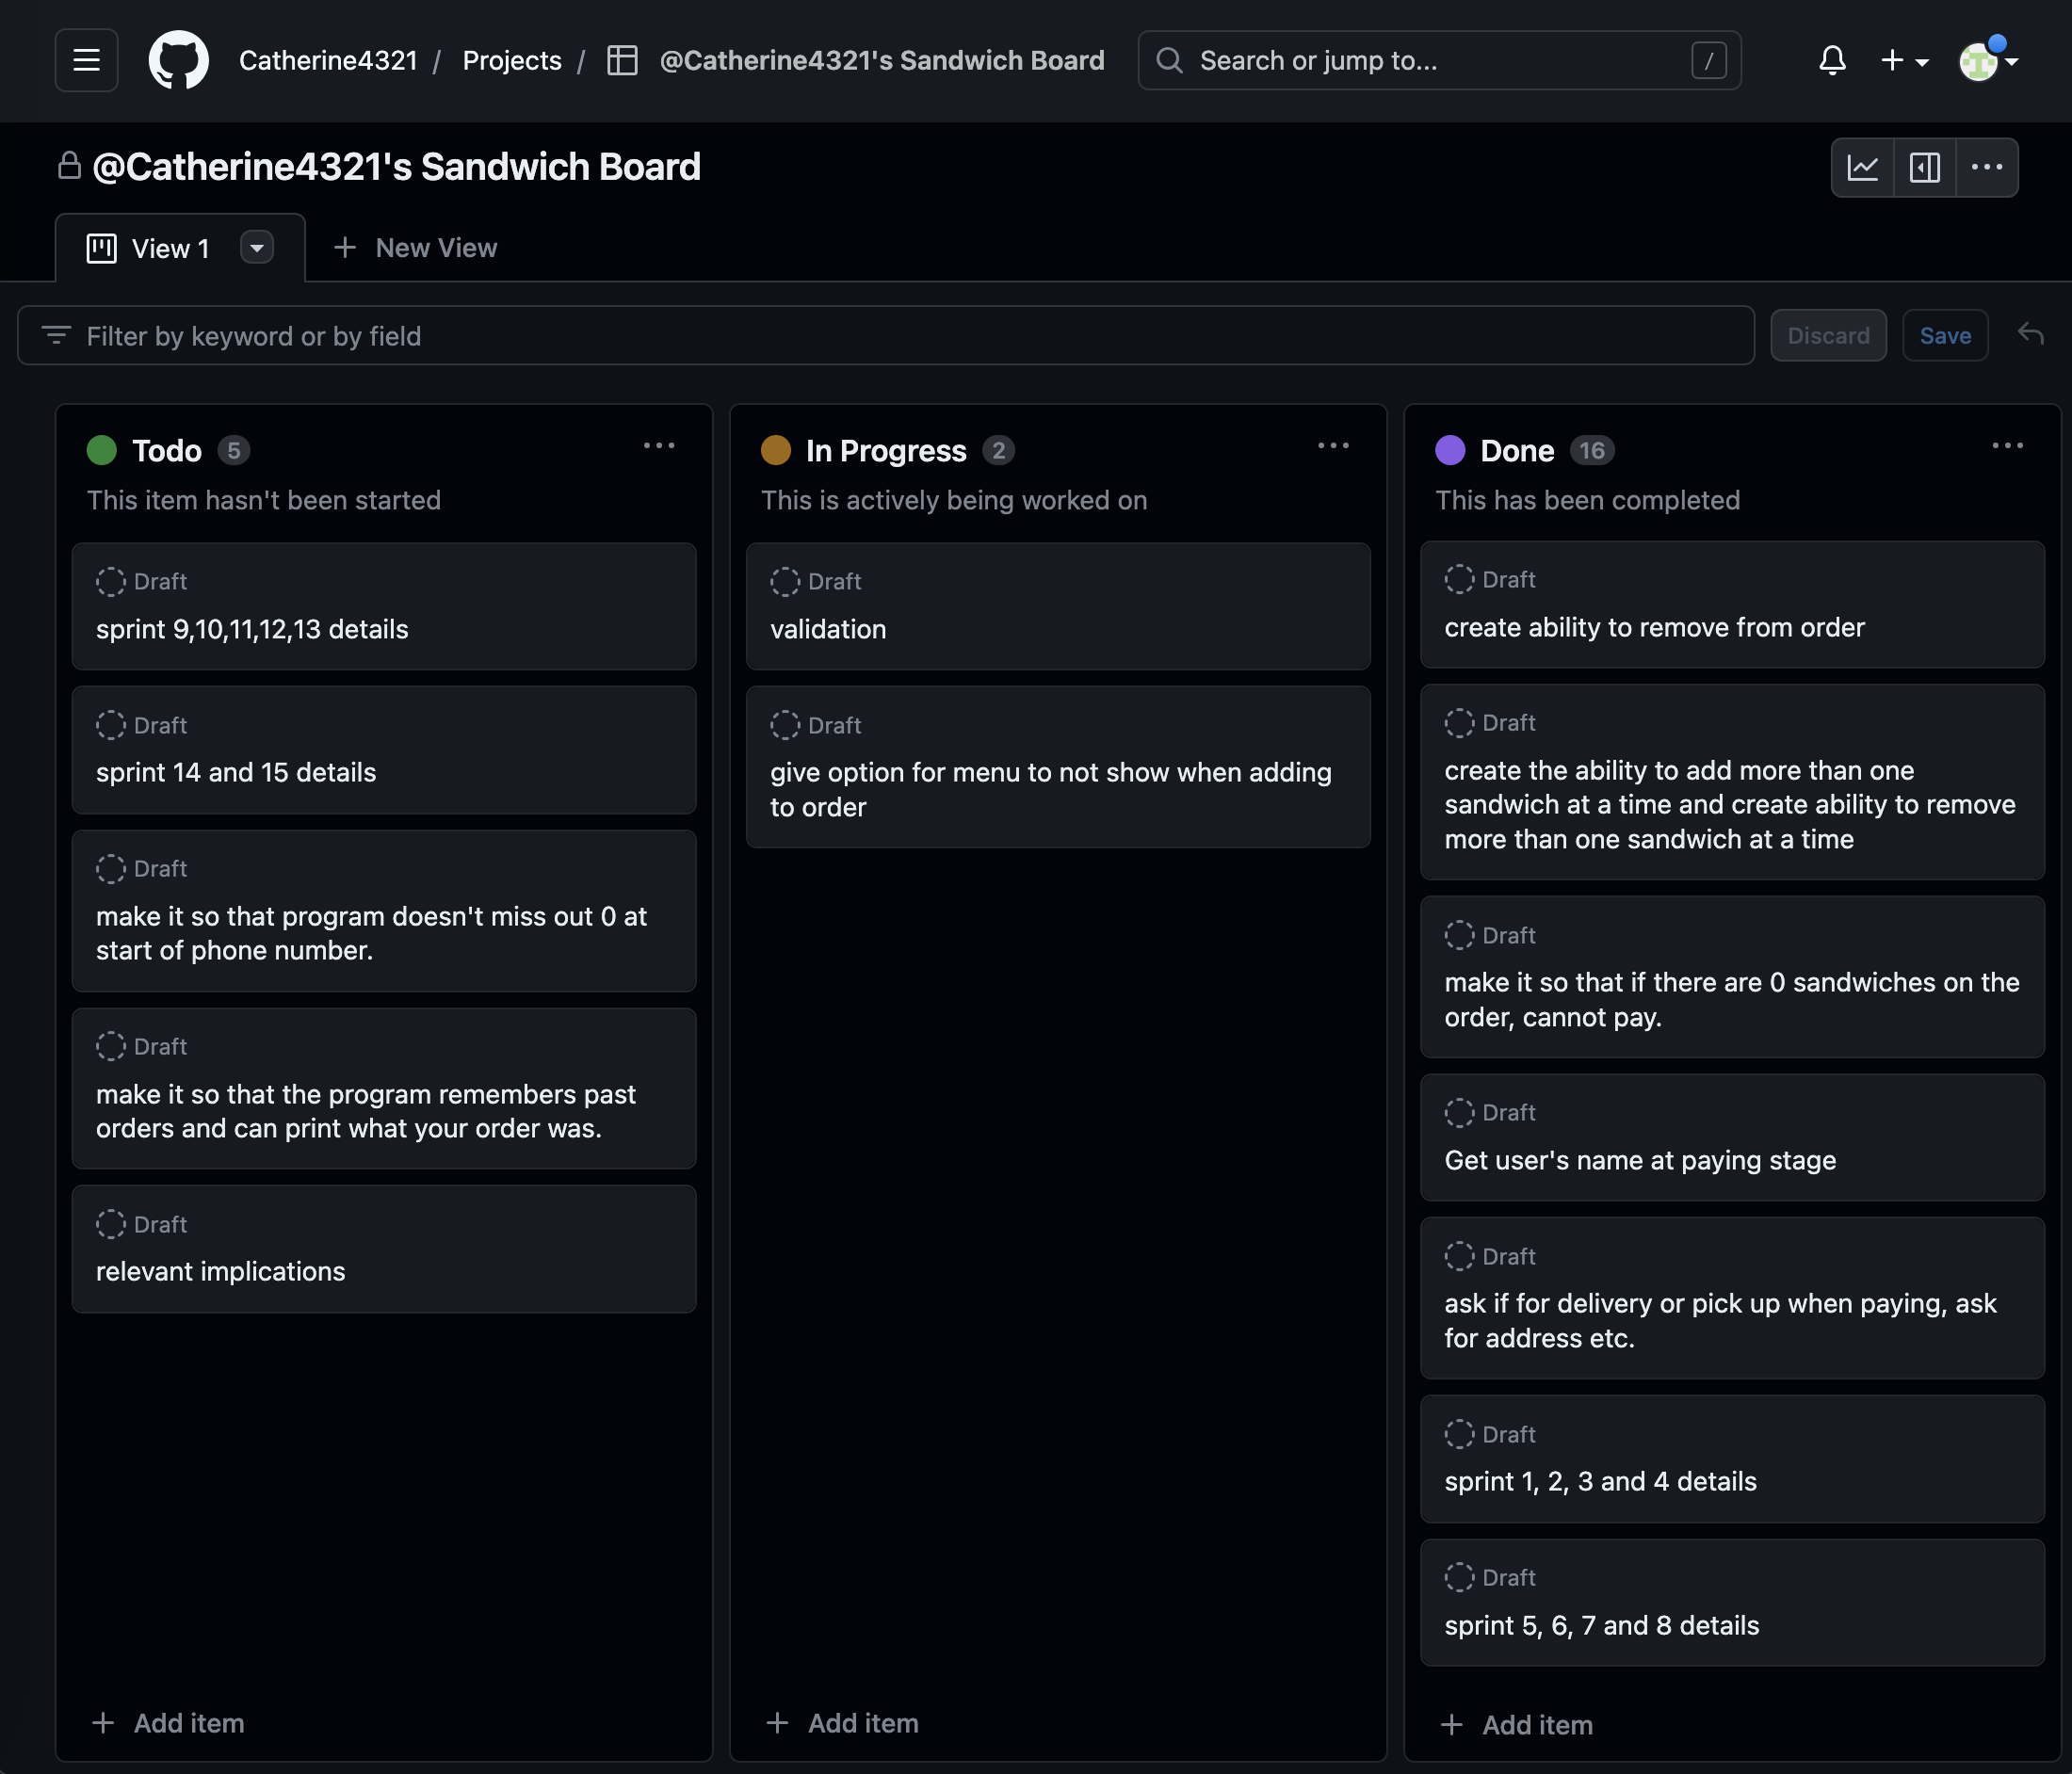 Catherine4321 / Projects / @Catherine4321's Sandwich Board
Search or jump to...
/
@Catherine4321's Sandwich Board
View 1
New View
Filter by keyword or by field
Discard
Save
Todo 5
This item hasn't been started
Draft
sprint 9,10,11,12,13 details
Draft
sprint 14 and 15 details
Draft
make it so that program doesn't miss out 0 at
start of phone number.
Draft
make it so that the program remembers past
orders and can print what your order was.
Draft
relevant implications
Add item
In Progress 2
This is actively being worked on
Draft
validation
Draft
give option for menu to not show when adding
to order
Add item
Done 16
This has been completed
Draft
create ability to remove from order
Draft
create the ability to add more than one
sandwich at a time and create ability to remove
more than one sandwich at a time
Draft
make it so that if there are 0 sandwiches on the
order, cannot pay.
Draft
Get user's name at paying stage
Draft
ask if for delivery or pick up when paying, ask
for address etc.
Draft
sprint 1, 2, 3 and 4 details
Draft
sprint 5, 6, 7 and 8 details
Add item